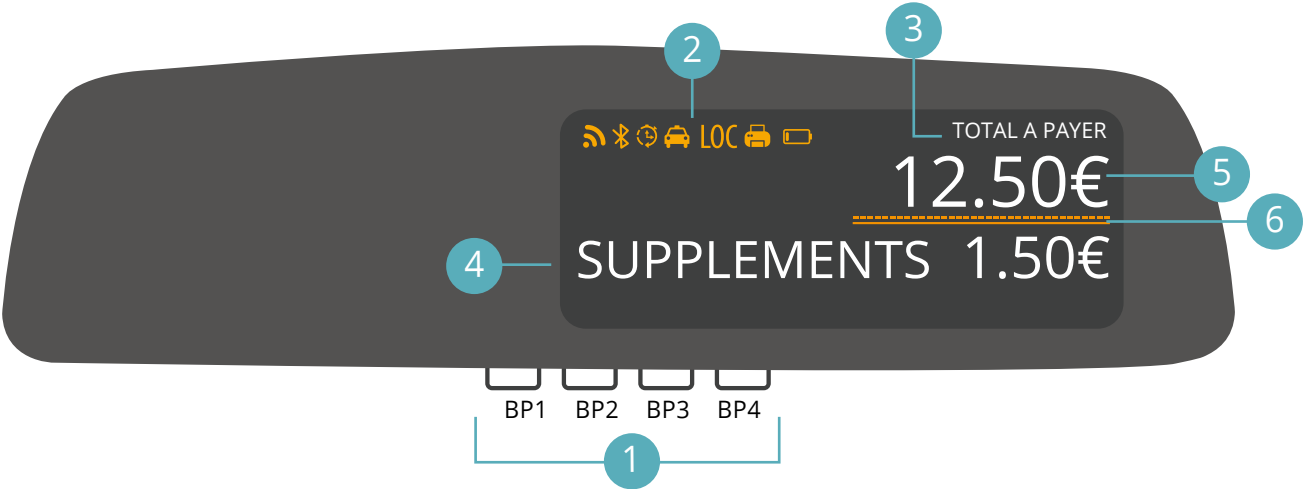 3
2
LOC
TOTAL A PAYER
12.50€
5
6
4
SUPPLEMENTS 1.50€
BP1 BP2 BP3 BP4
1